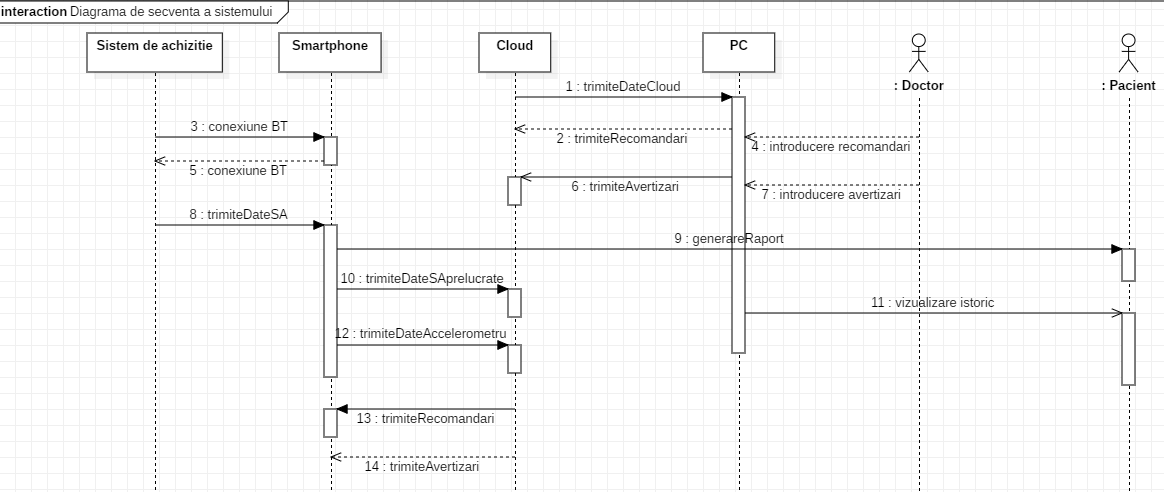 interaction Diagrama de secventa a sistemului
Sistem de achizitie
Smartphone
Cloud
PC
: Doctor
: Pacient
1 : trimiteDateCloud
3 : conexiune BT
2 : trimiteRecomandari
4 : introducere recomandari
5 : conexiune BT
6 : trimiteAvertizari
7 : introducere avertizari
8 : trimiteDateSA
9 : generareRaport
10 : trimiteDateSAprelucrate
11 : vizualizare istoric
12 : trimiteDateAccelerometru
13 : trimiteRecomandari
14 : trimiteAvertizari